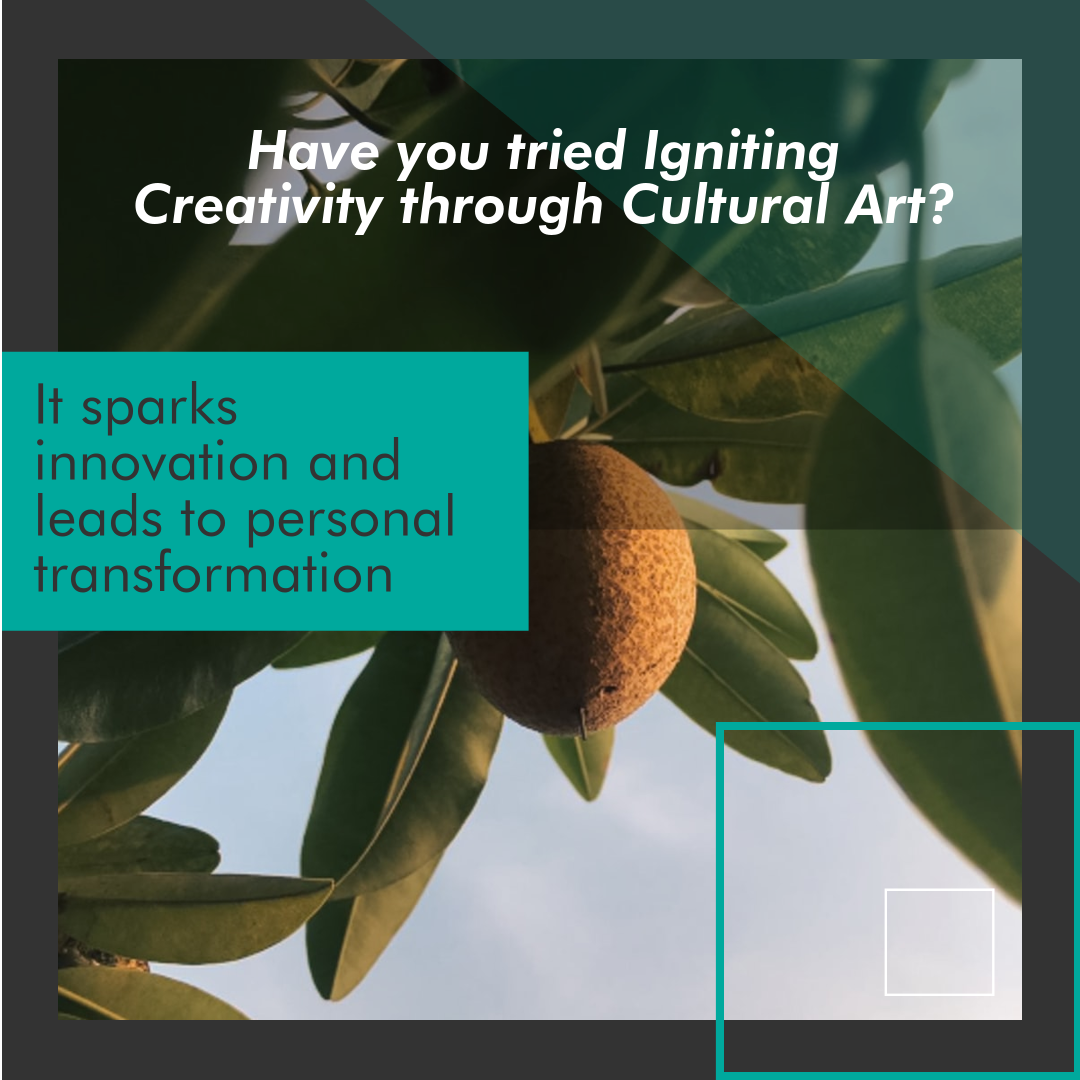 Have you tried Igniting
Creativity through Cultural Art?
It sparks
innovation and
leads to personal
transformation